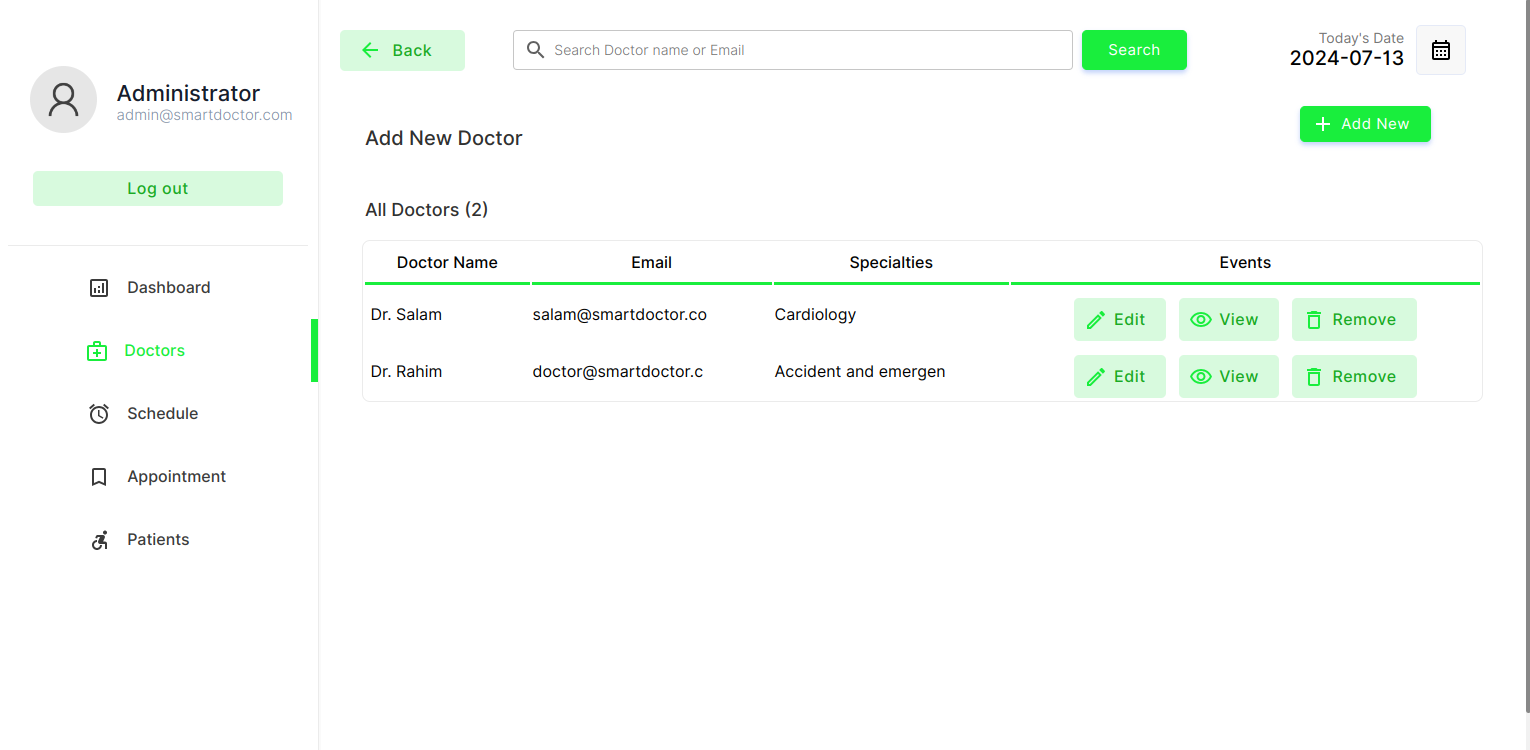 Administrator
admin@smartdoctor.com
Log out
Dashboard
Doctors
Schedule
Appointment
Patients
Back
Search Doctor name or Email
Search
Today's Date
2024-07-13
Add New Doctor
Add New
All Doctors (2)
Doctor Name Email Specialties Events
Dr. Salam salam@smartdoctor.co Cardiology Edit View Remove
Dr. Rahim doctor@smartdoctor.c Accident and emergen Edit View Remove